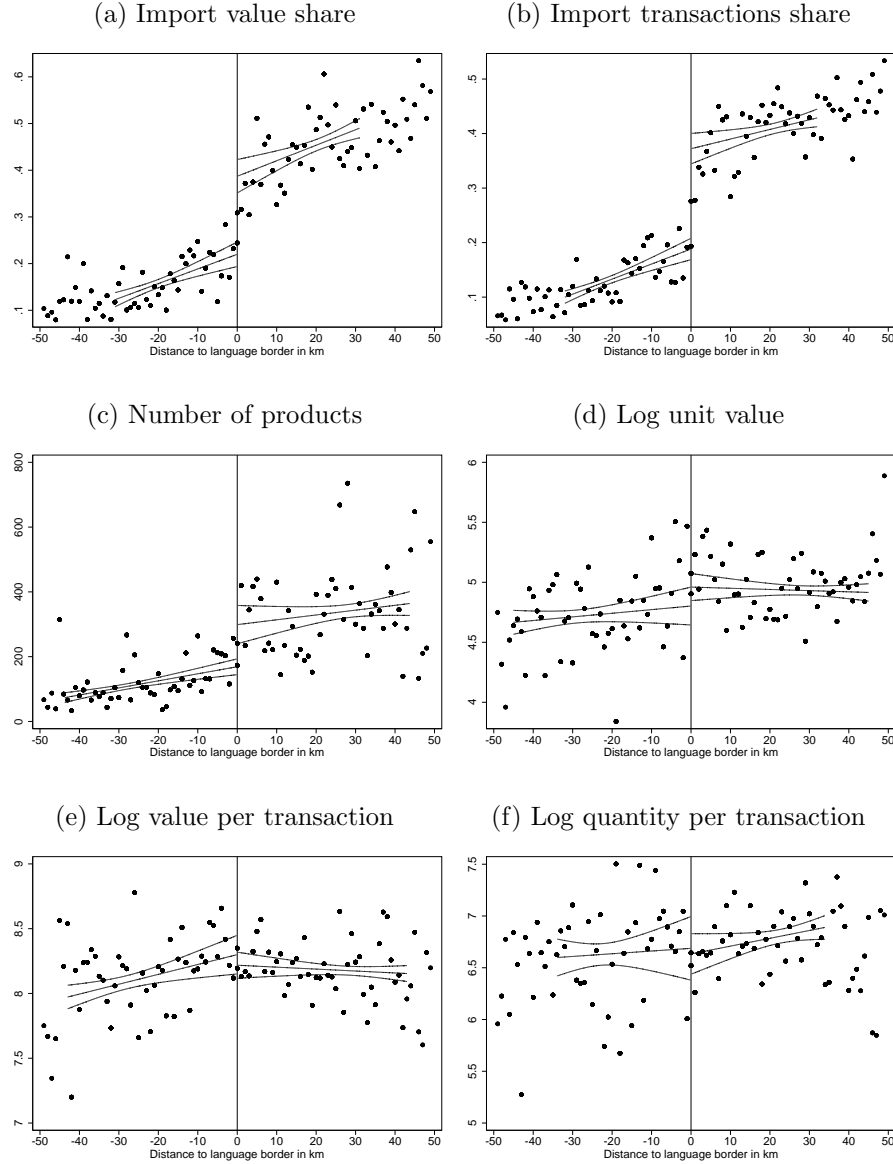 (a) Import value share
(b) Import transactions share
.6
.5
.4
.3
.2
.1
-50 -40 -30 -20 -10 0 10 20 30 40 50
Distance to language border in km
.5
.4
.3
.2
.1
-50 -40 -30 -20 -10 0 10 20 30 40 50
Distance to language border in km
(c) Number of products
(d) Log unit value
800
600
400
200
0
-50 -40 -30 -20 -10 0 10 20 30 40 50
Distance to language border in km
6
5.5
5
4.5
4
-50 -40 -30 -20 -10 0 10 20 30 40 50
Distance to language border in km
(e) Log value per transaction
(f) Log quantity per transaction
9
8.5
8
7.5
7
-50 -40 -30 -20 -10 0 10 20 30 40 50
Distance to language border in km
7.5
7
6.5
6
5.5
5
-50 -40 -30 -20 -10 0 10 20 30 40 50
Distance to language border in km